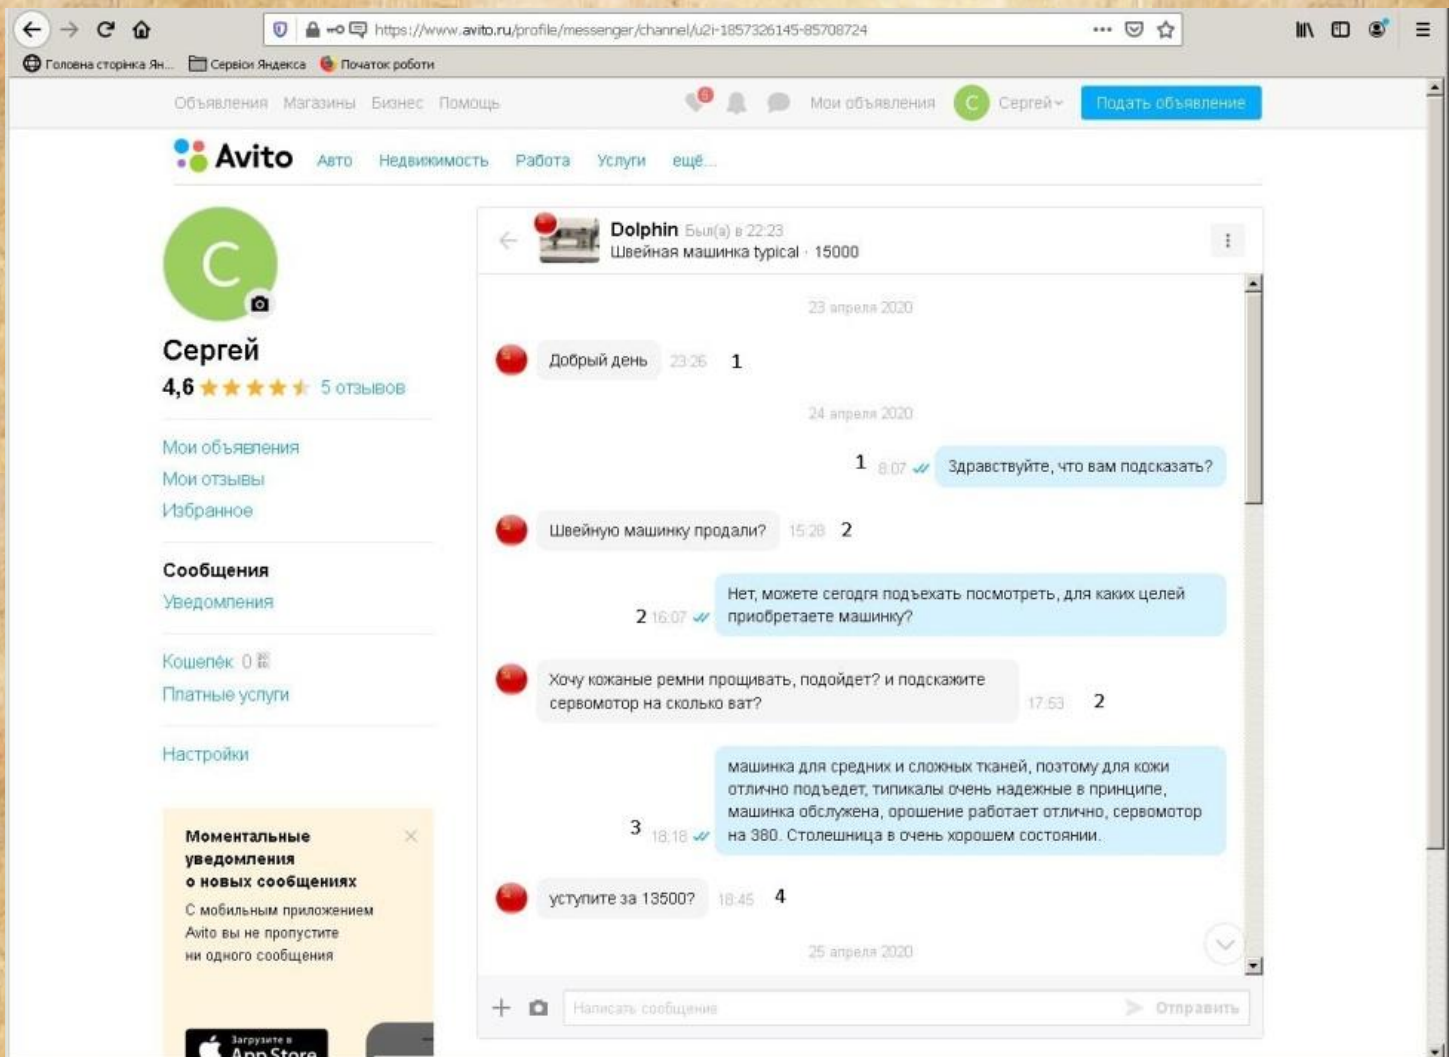 https://www.avito.ru/profile/messenger/channel/u2i-1857326145-85708724
Головна сторінка Ян... Сервіси Яндекса Початок роботи
Объявления Магазины Бизнес Помощь
Мои объявления С Сергей Подать объявление
Avito Авто Недвижимость Работа Услуги ещё...
С
Сергей
4,6 5 отзывов
Мои объявления
Мои отзывы
Избранное
Сообщения
Уведомления
Кошелёк 0
Платные услуги
Настройки
Моментальные
уведомления
о новых сообщениях
С мобильным приложением
Avito вы не пропустите
ни одного сообщения
Загрузите в
App Store
Dolphin Был(а) в 22:23
Швейная машинка typical · 15000
23 апреля 2020
Добрый день 23:26 1
24 апреля 2020
1 8:07 Здравствуйте, что вам подсказать?
Швейную машинку продали? 15:28 2
Нет, можете сегодгя подъехать посмотреть, для каких целей
2 16:07 приобретаете машинку?
Хочу кожаные ремни прощивать, подойдет? и подскажите
сервомотор на сколько ват? 17:53 2
машинка для средних и сложных тканей, поэтому для кожи
отлично подъедет, типикалы очень надежные в принципе,
машинка обслужена, орошение работает отлично, сервомотор
3 18:18 на 380. Столешница в очень хорошем состоянии.
уступите за 13500? 18:45 4
25 апреля 2020
Написать сообщение Отправить